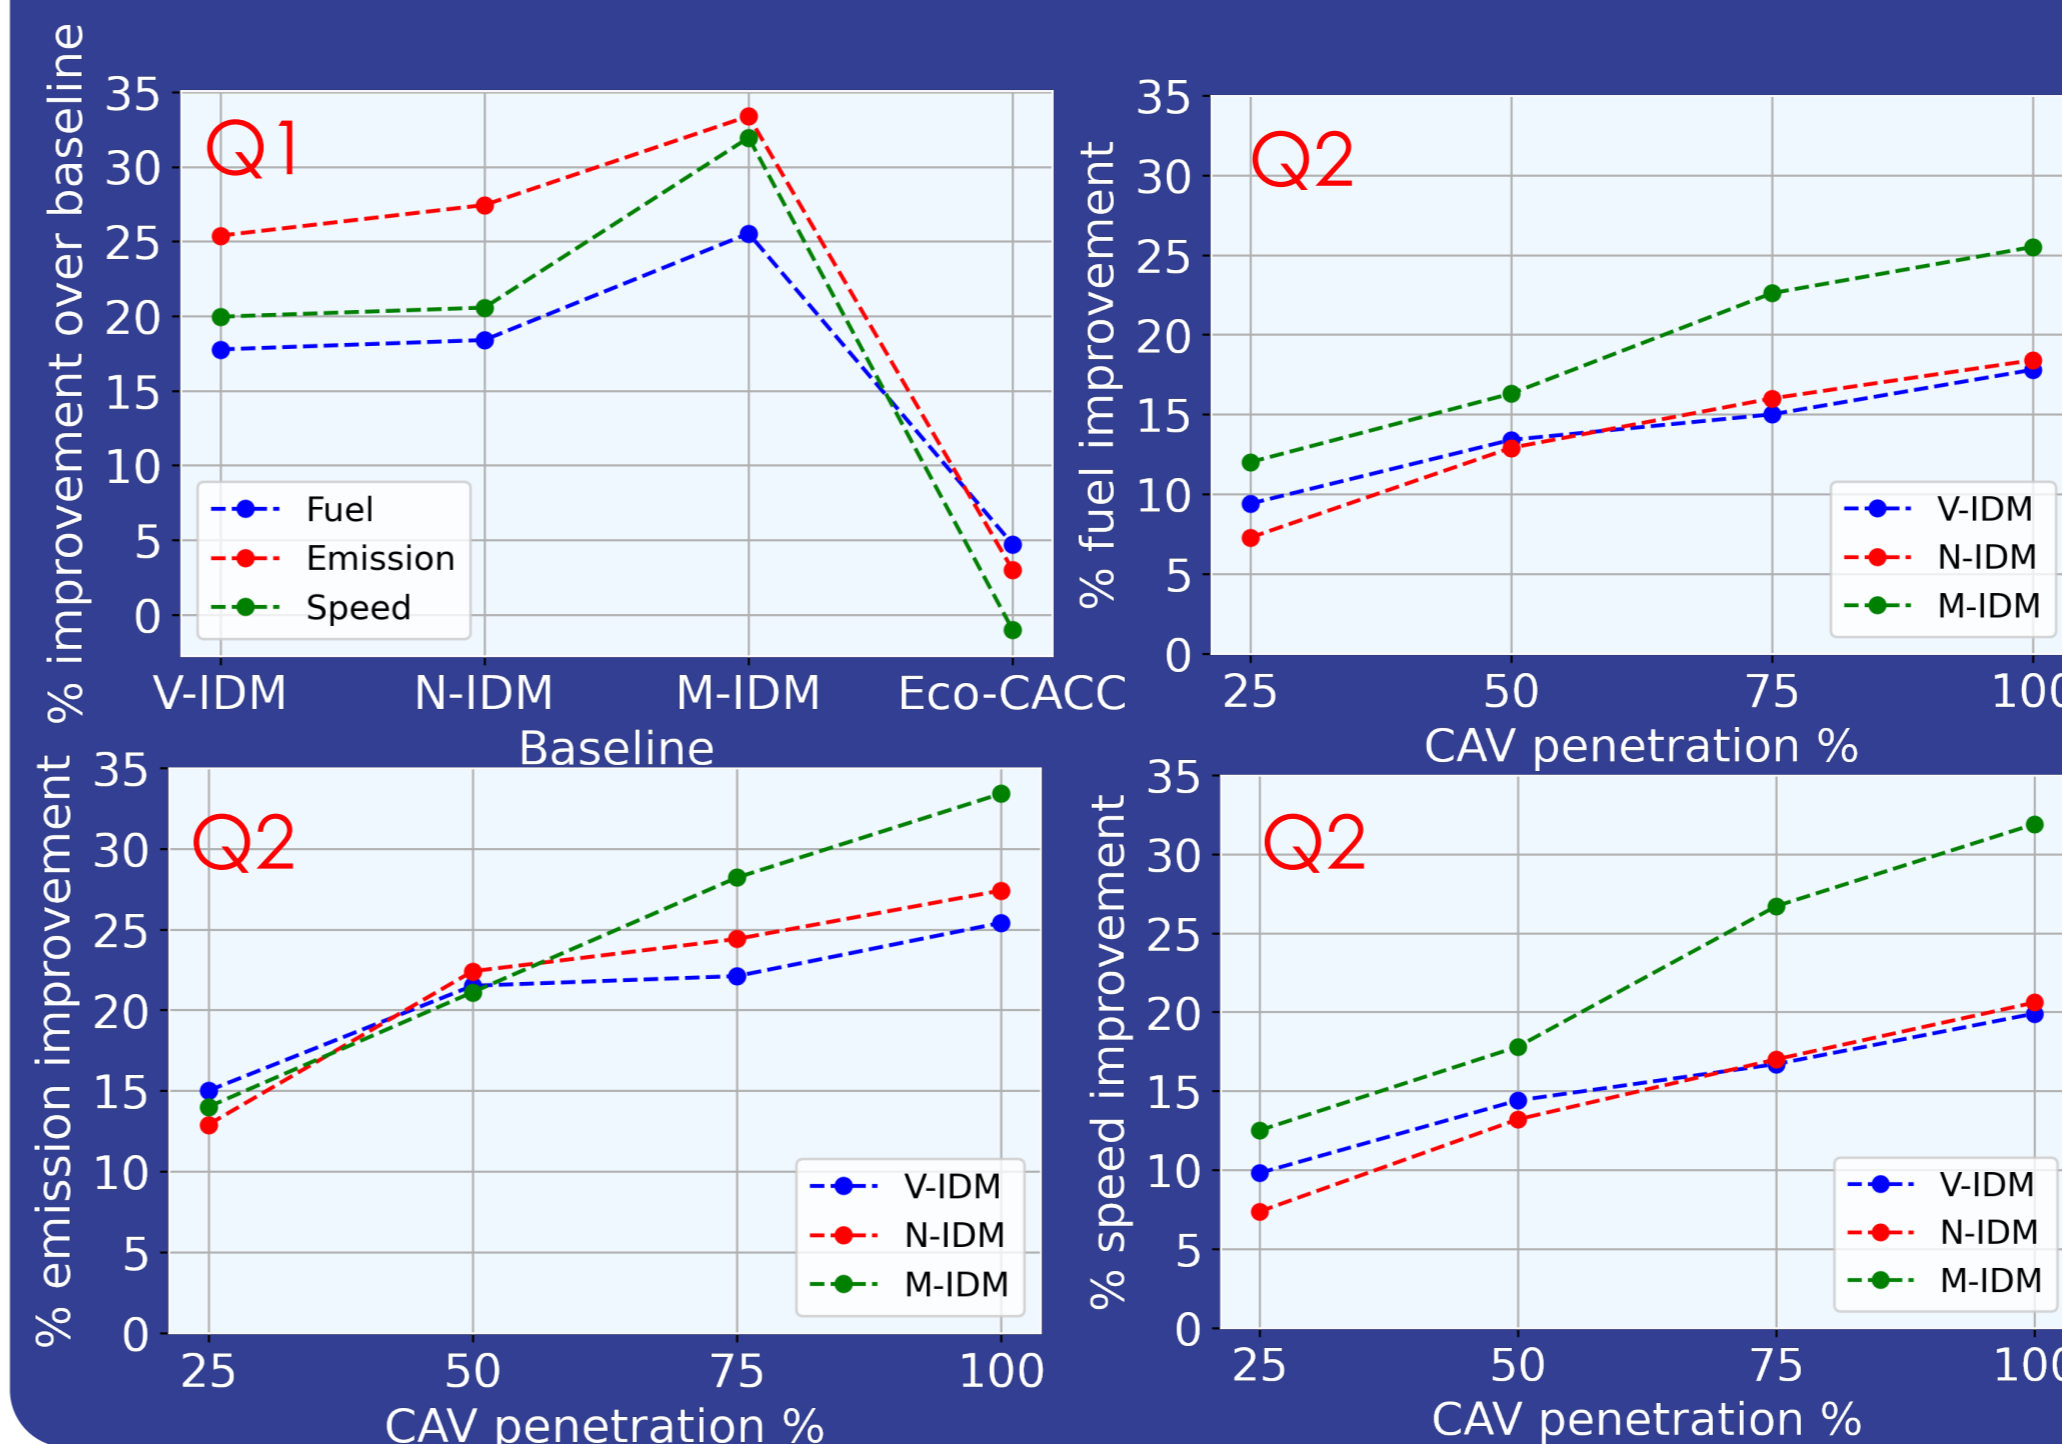 % improvement over baseline
35
30
25
20
15
10
5
0
Q1
Fuel
Emission
Speed
V-IDM N-IDM M-IDM Eco-CACC
Baseline
% fuel improvement
35
30
25
20
15
10
5
0
Q2
V-IDM
N-IDM
M-IDM
25 50 75 100
CAV penetration %
% emission improvement
35
30
25
20
15
10
5
0
Q2
V-IDM
N-IDM
M-IDM
25 50 75 100
CAV penetration %
% speed improvement
35
30
25
20
15
10
5
0
Q2
V-IDM
N-IDM
M-IDM
25 50 75 100
CAV penetration %